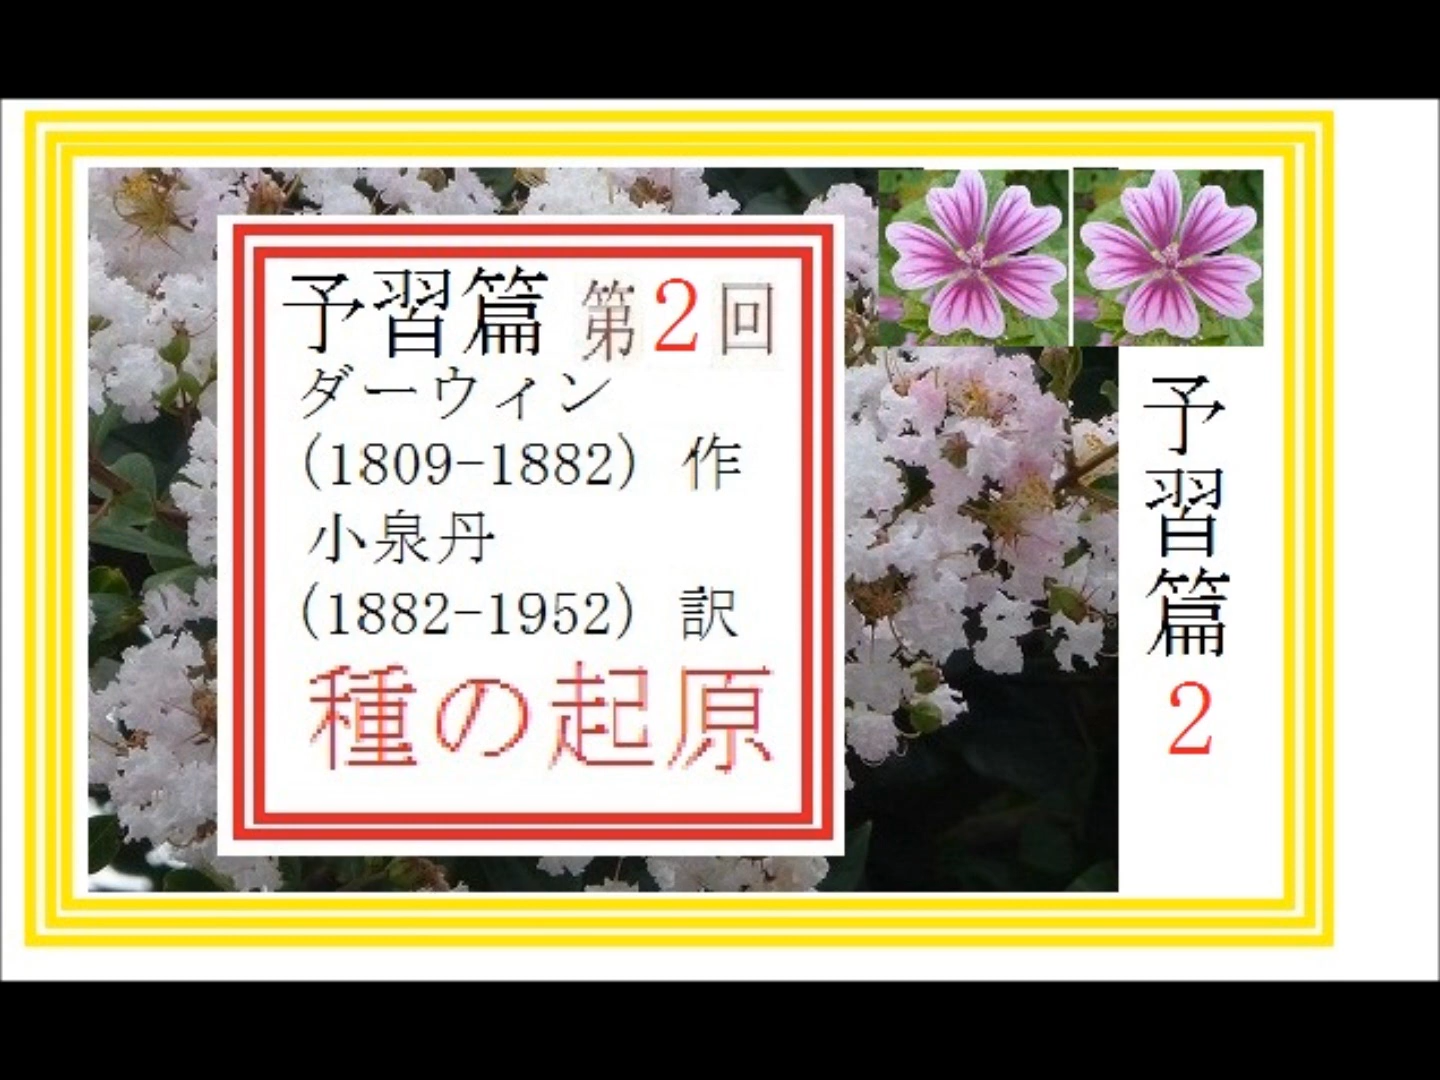 予習篇 第2回
ダーウィン
(1809-1882) 作
小泉丹
(1882-1952) 訳
種の起原
予習篇2